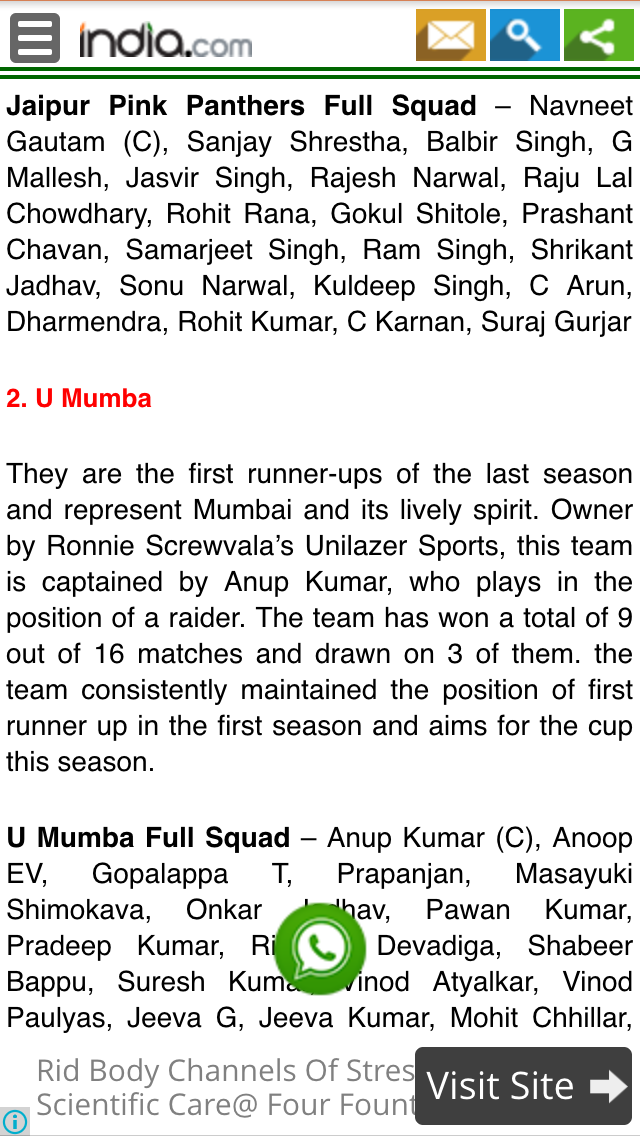 india.com
Jaipur Pink Panthers Full Squad – Navneet
Gautam (C), Sanjay Shrestha, Balbir Singh, G
Mallesh, Jasvir Singh, Rajesh Narwal, Raju Lal
Chowdhary, Rohit Rana, Gokul Shitole, Prashant
Chavan, Samarjeet Singh, Ram Singh, Shrikant
Jadhav, Sonu Narwal, Kuldeep Singh, C Arun,
Dharmendra, Rohit Kumar, C Karnan, Suraj Gurjar
2. U Mumba
They are the first runner-ups of the last season
and represent Mumbai and its lively spirit. Owner
by Ronnie Screwvala’s Unilazer Sports, this team
is captained by Anup Kumar, who plays in the
position of a raider. The team has won a total of 9
out of 16 matches and drawn on 3 of them. the
team consistently maintained the position of first
runner up in the first season and aims for the cup
this season.
U Mumba Full Squad – Anup Kumar (C), Anoop
EV, Gopalappa T, Prapanjan, Masayuki
Shimokava, Onkar Jadhav, Pawan Kumar,
Pradeep Kumar, Devadiga, Shabeer
Bappu, Suresh Kumar, Vinod Atyalkar, Vinod
Paulyas, Jeeva G, Jeeva Kumar, Mohit Chhillar,
Rid Body Channels Of Stres
Scientific Care@ Four Fount
Visit Site